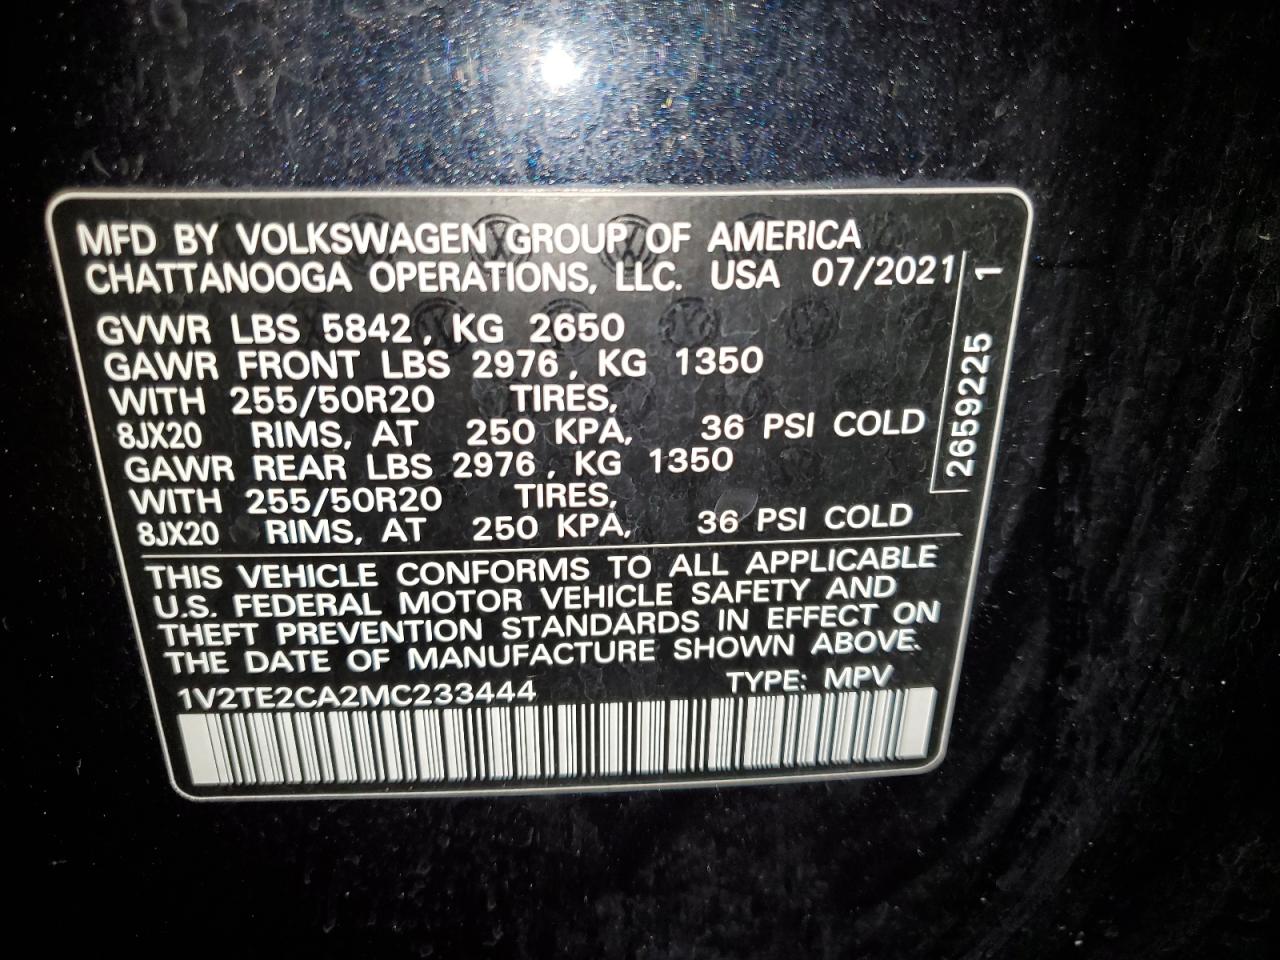 MFD BY VOLKSWAGEN GROUP OF AMERICA
CHATTANOOGA OPERATIONS, LLC. USA 07/2021
GVWR LBS 5842, KG 2650
GAWR FRONT LBS 2976, KG 1350
WITH 255/50R20 TIRES,
8JX20 RIMS, AT 250 KPA, 36 PSI COLD
GAWR REAR LBS 2976, KG 1350
WITH 255/50R20 TIRES,
8JX20 RIMS, AT 250 KPA, 36 PSI COLD
2659225 1
THIS VEHICLE CONFORMS TO ALL APPLICABLE
U.S. FEDERAL MOTOR VEHICLE SAFETY AND
THEFT PREVENTION STANDARDS IN EFFECT ON
THE DATE OF MANUFACTURE SHOWN ABOVE.
1V2TE2CA2MC233444 TYPE: MPV